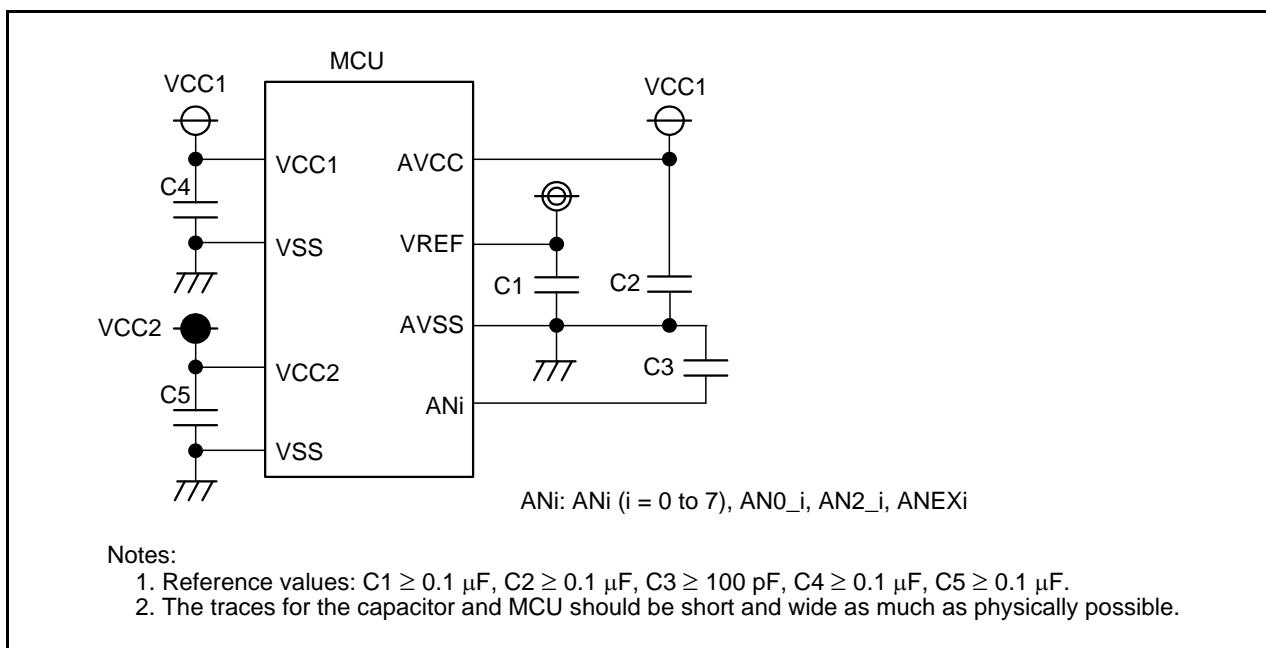 MCU
VCC1
VCC1
VCC1
AVCC
C4
VREF
VSS
C1
C2
VCC2
AVSS
VCC2
C3
C5
ANi
VSS
ANi: ANi (i = 0 to 7), AN0_i, AN2_i, ANEXi
Notes:
1. Reference values: C1 ≥ 0.1 μF, C2 ≥ 0.1 μF, C3 ≥ 100 pF, C4 ≥ 0.1 μF, C5 ≥ 0.1 μF.
2. The traces for the capacitor and MCU should be short and wide as much as physically possible.